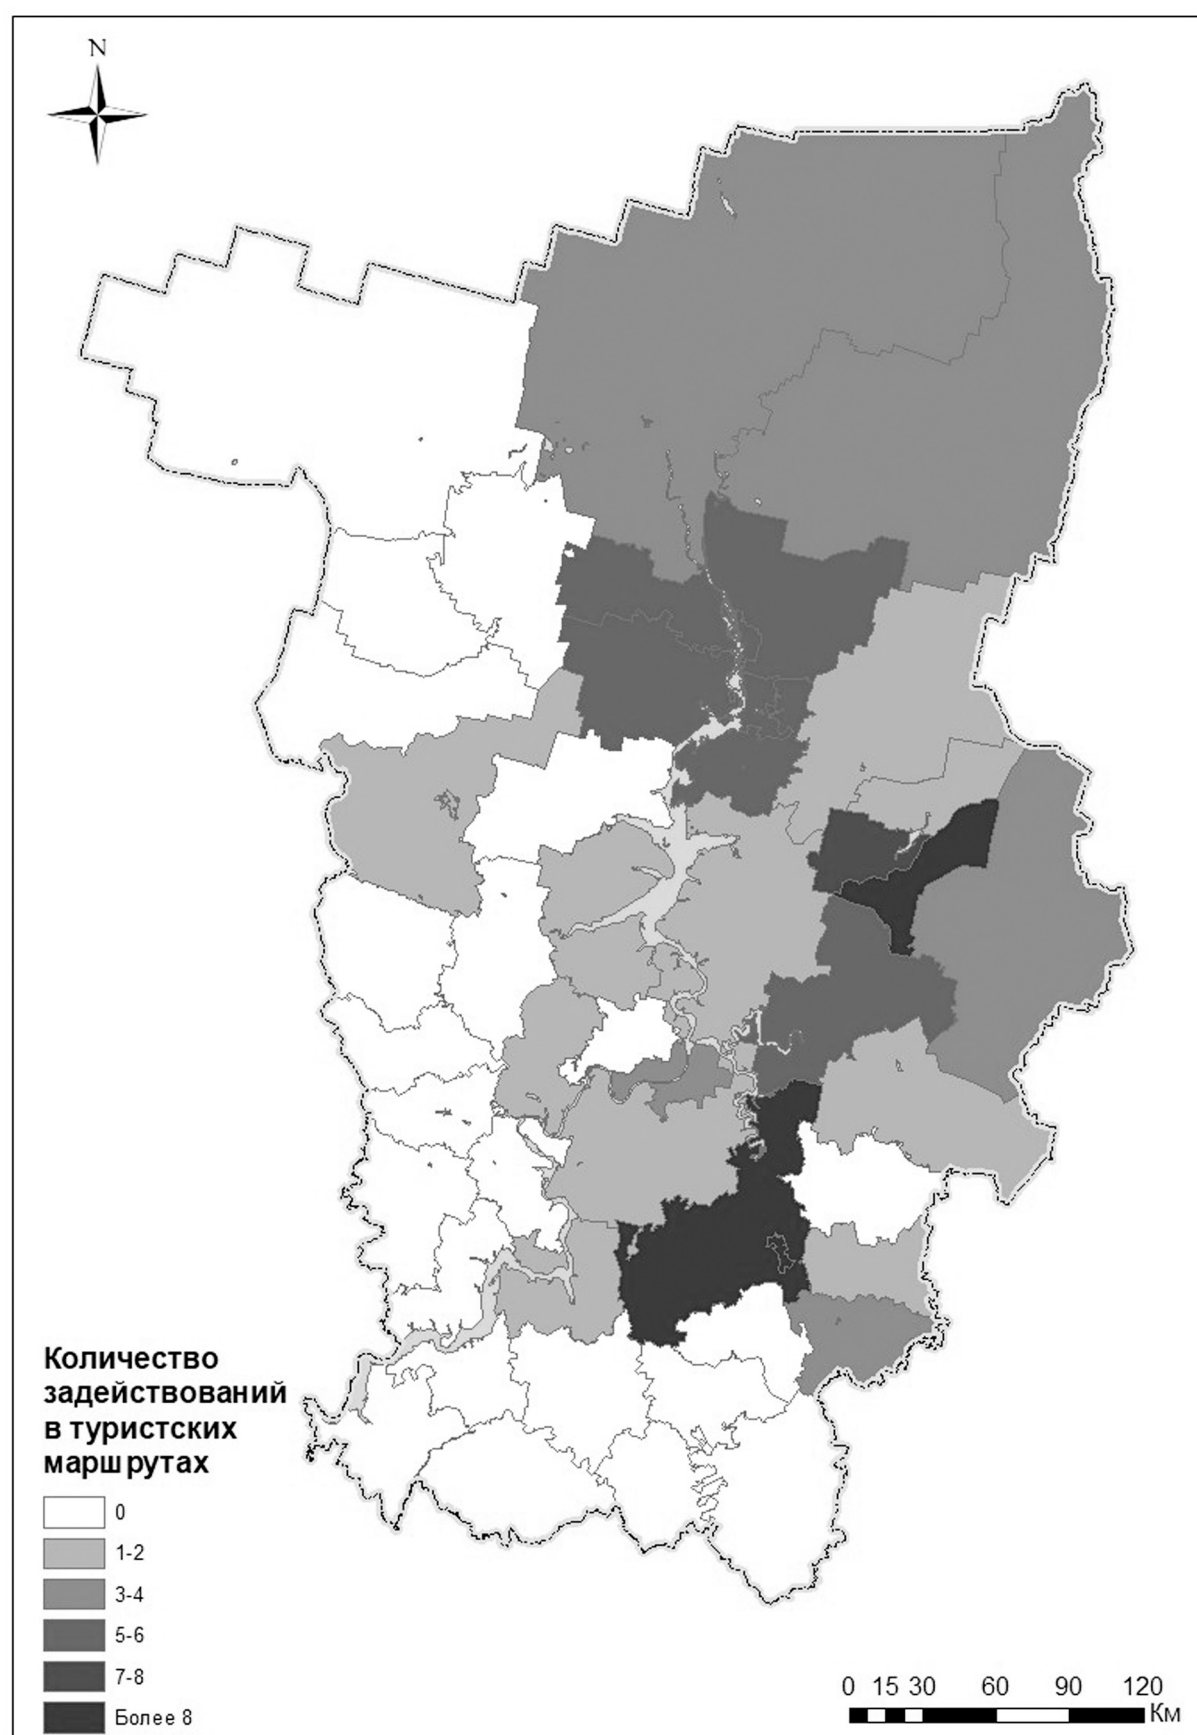 N
Количество
задействований
в туристских
маршрутах
0
1-2
3-4
5-6
7-8
Более 8
0 15 30 60 90 120
Км